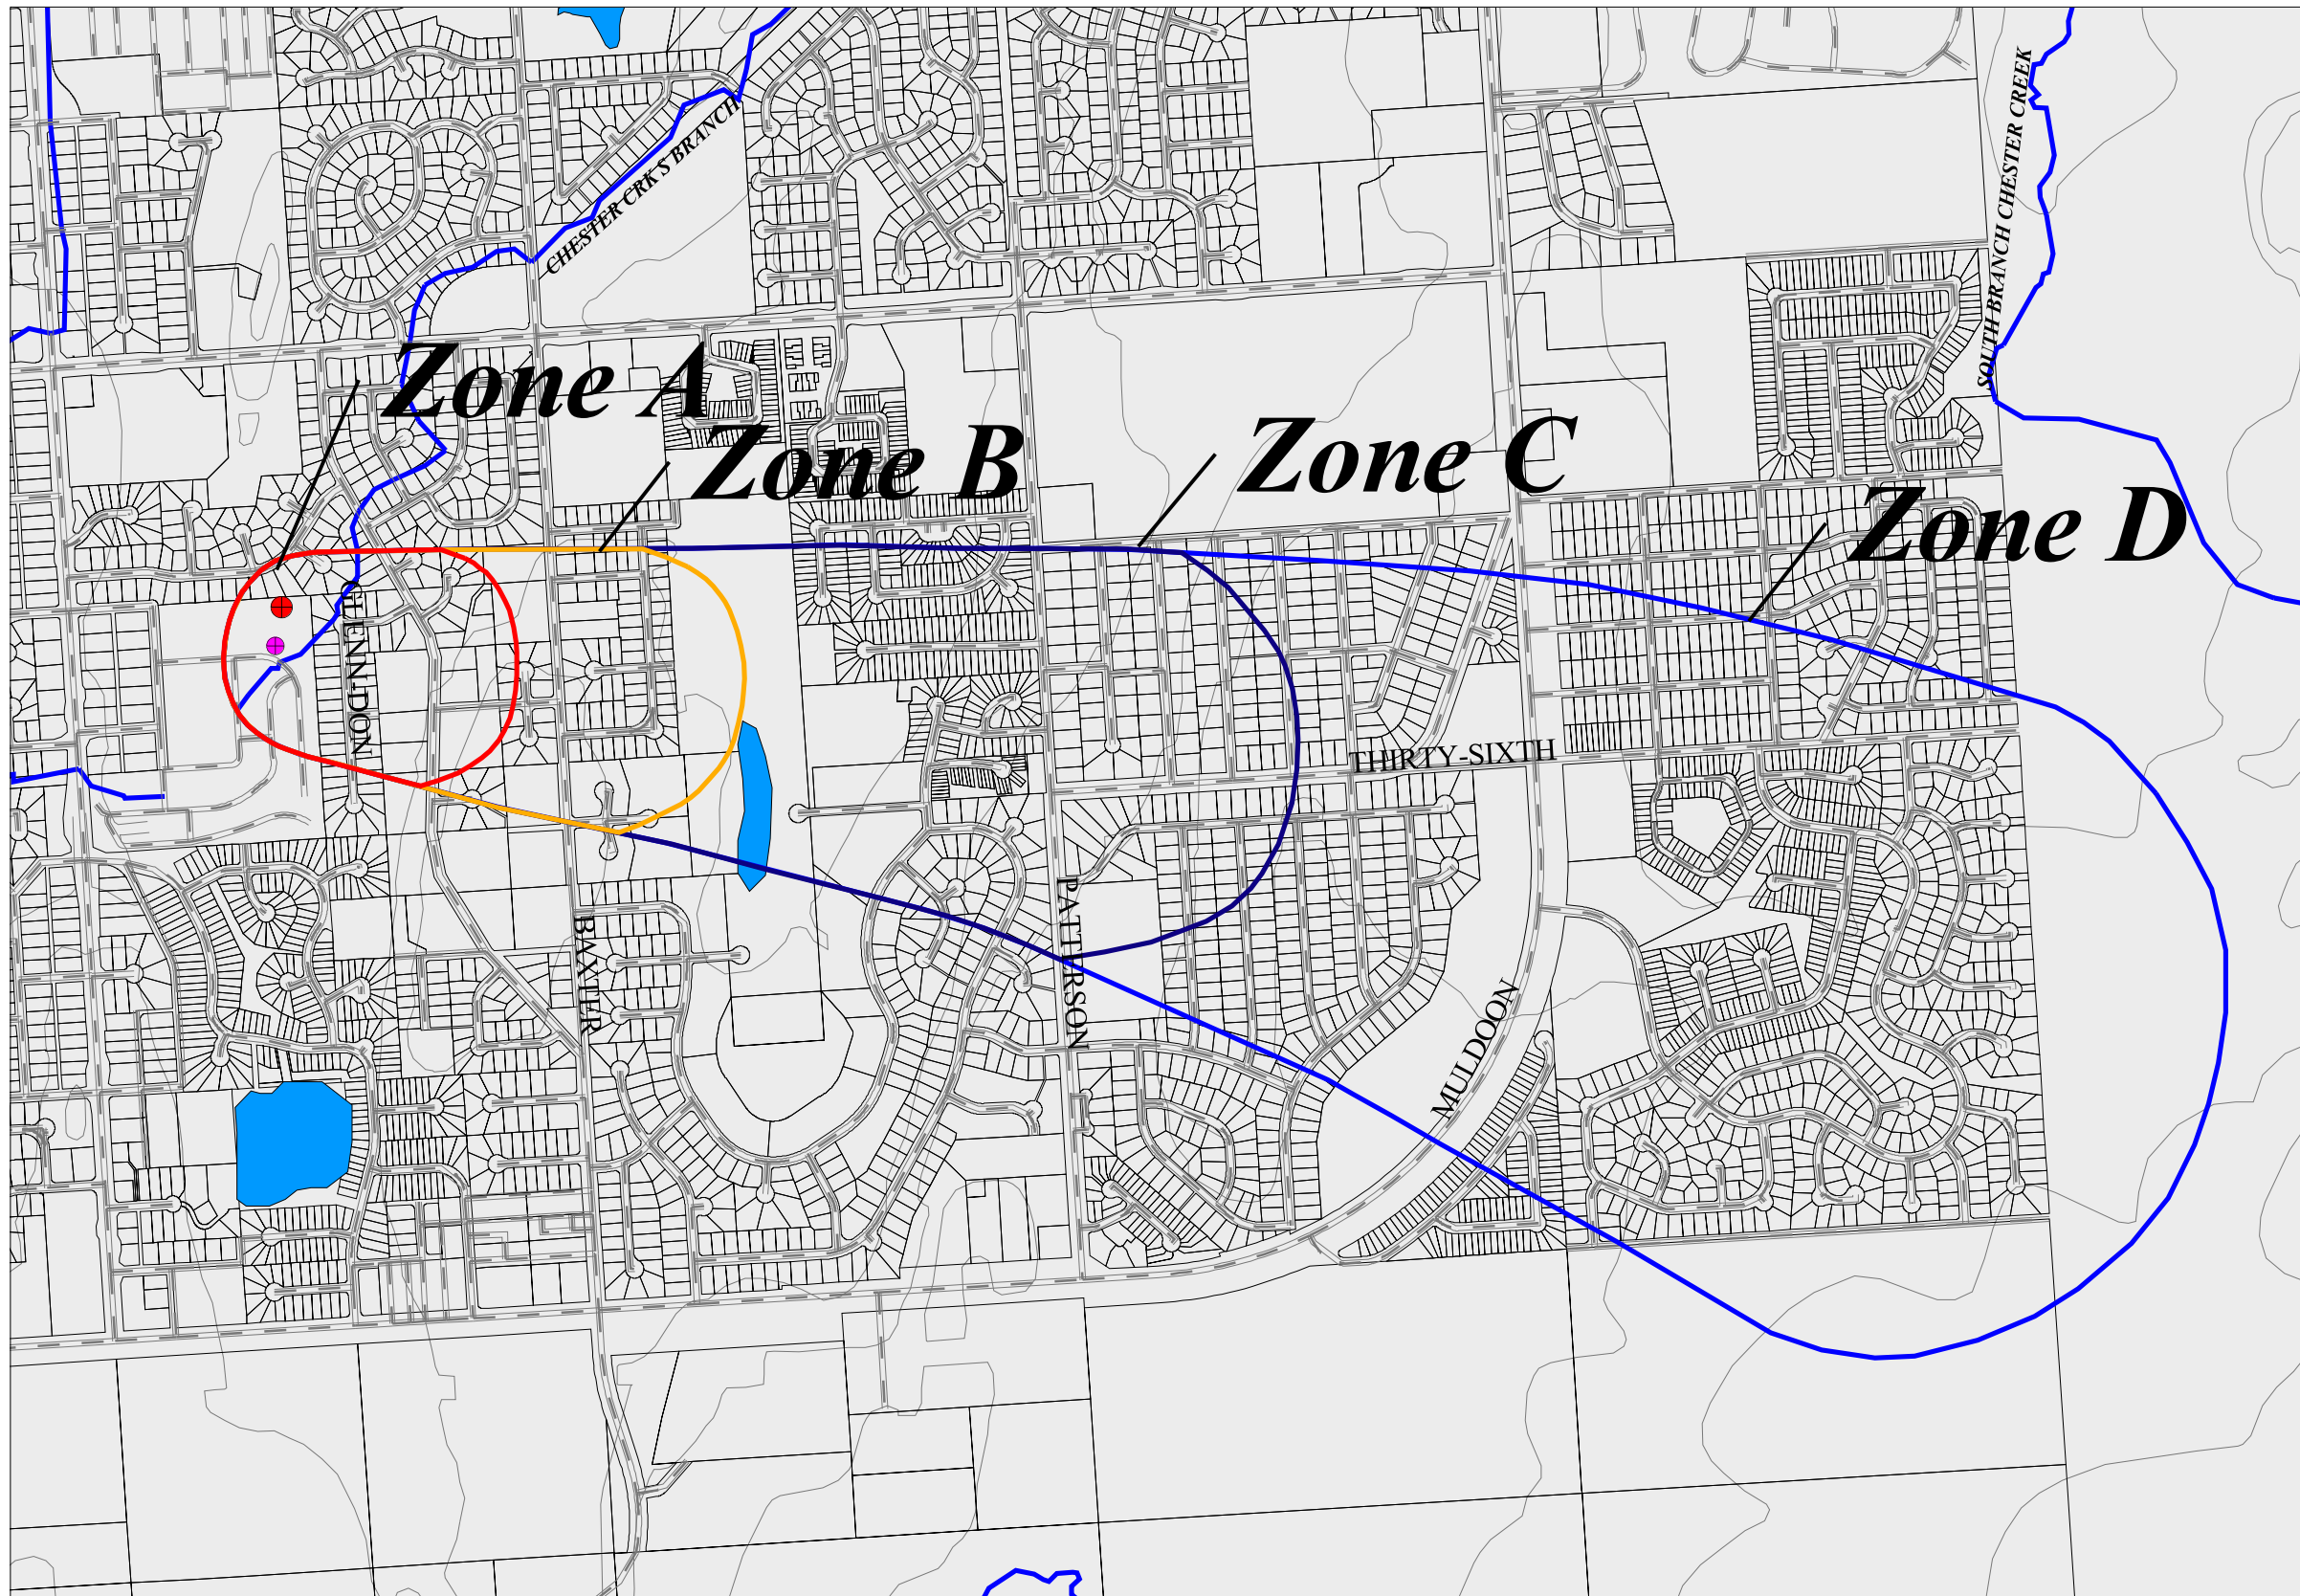 SOUTH BRANCH CHESTER CREEK
CHESTER CRK S BRANCH
Zone A
Zone B
Zone C
Zone D
GLENN-DON
THIRTY-SIXTH
BAXTER
PATTERSON
MULDOON